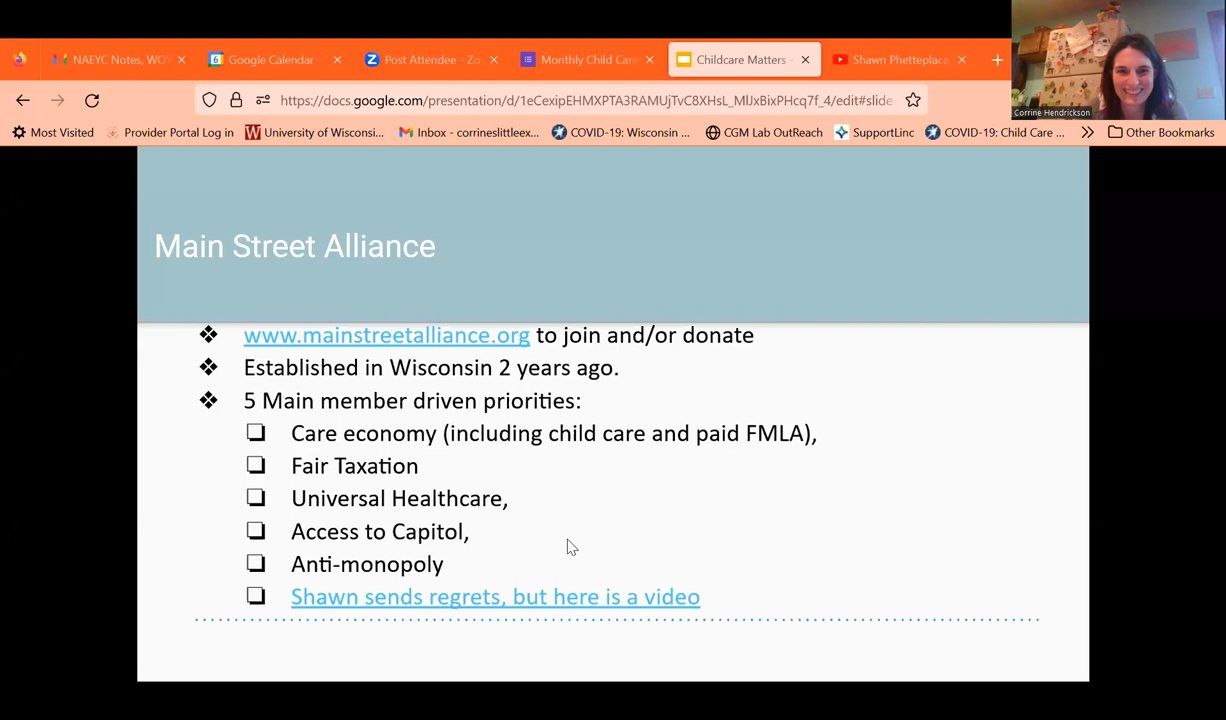 NAEYC Notes, WOW
Google Calendar -
Post Attendee - Zo
Monthly Child Care
Childcare Matters -
Shawn Phetteplace
https://docs.google.com/presentation/d/1eCexipEHMXPTA3RAMUjTvC8XHsL_MlJxBixPHcq7f_4/edit#slide
Corrine Hendrickson
Most Visited
Provider Portal Log in
University of Wisconsi...
Inbox - corrineslittleex...
COVID-19: Wisconsin ...
CGM Lab OutReach
SupportLinc
COVID-19: Child Care ...
Other Bookmarks
Main Street Alliance
www.mainstreetalliance.org to join and/or donate
Established in Wisconsin 2 years ago.
5 Main member driven priorities:
Care economy (including child care and paid FMLA),
Fair Taxation
Universal Healthcare,
Access to Capitol,
Anti-monopoly
Shawn sends regrets, but here is a video